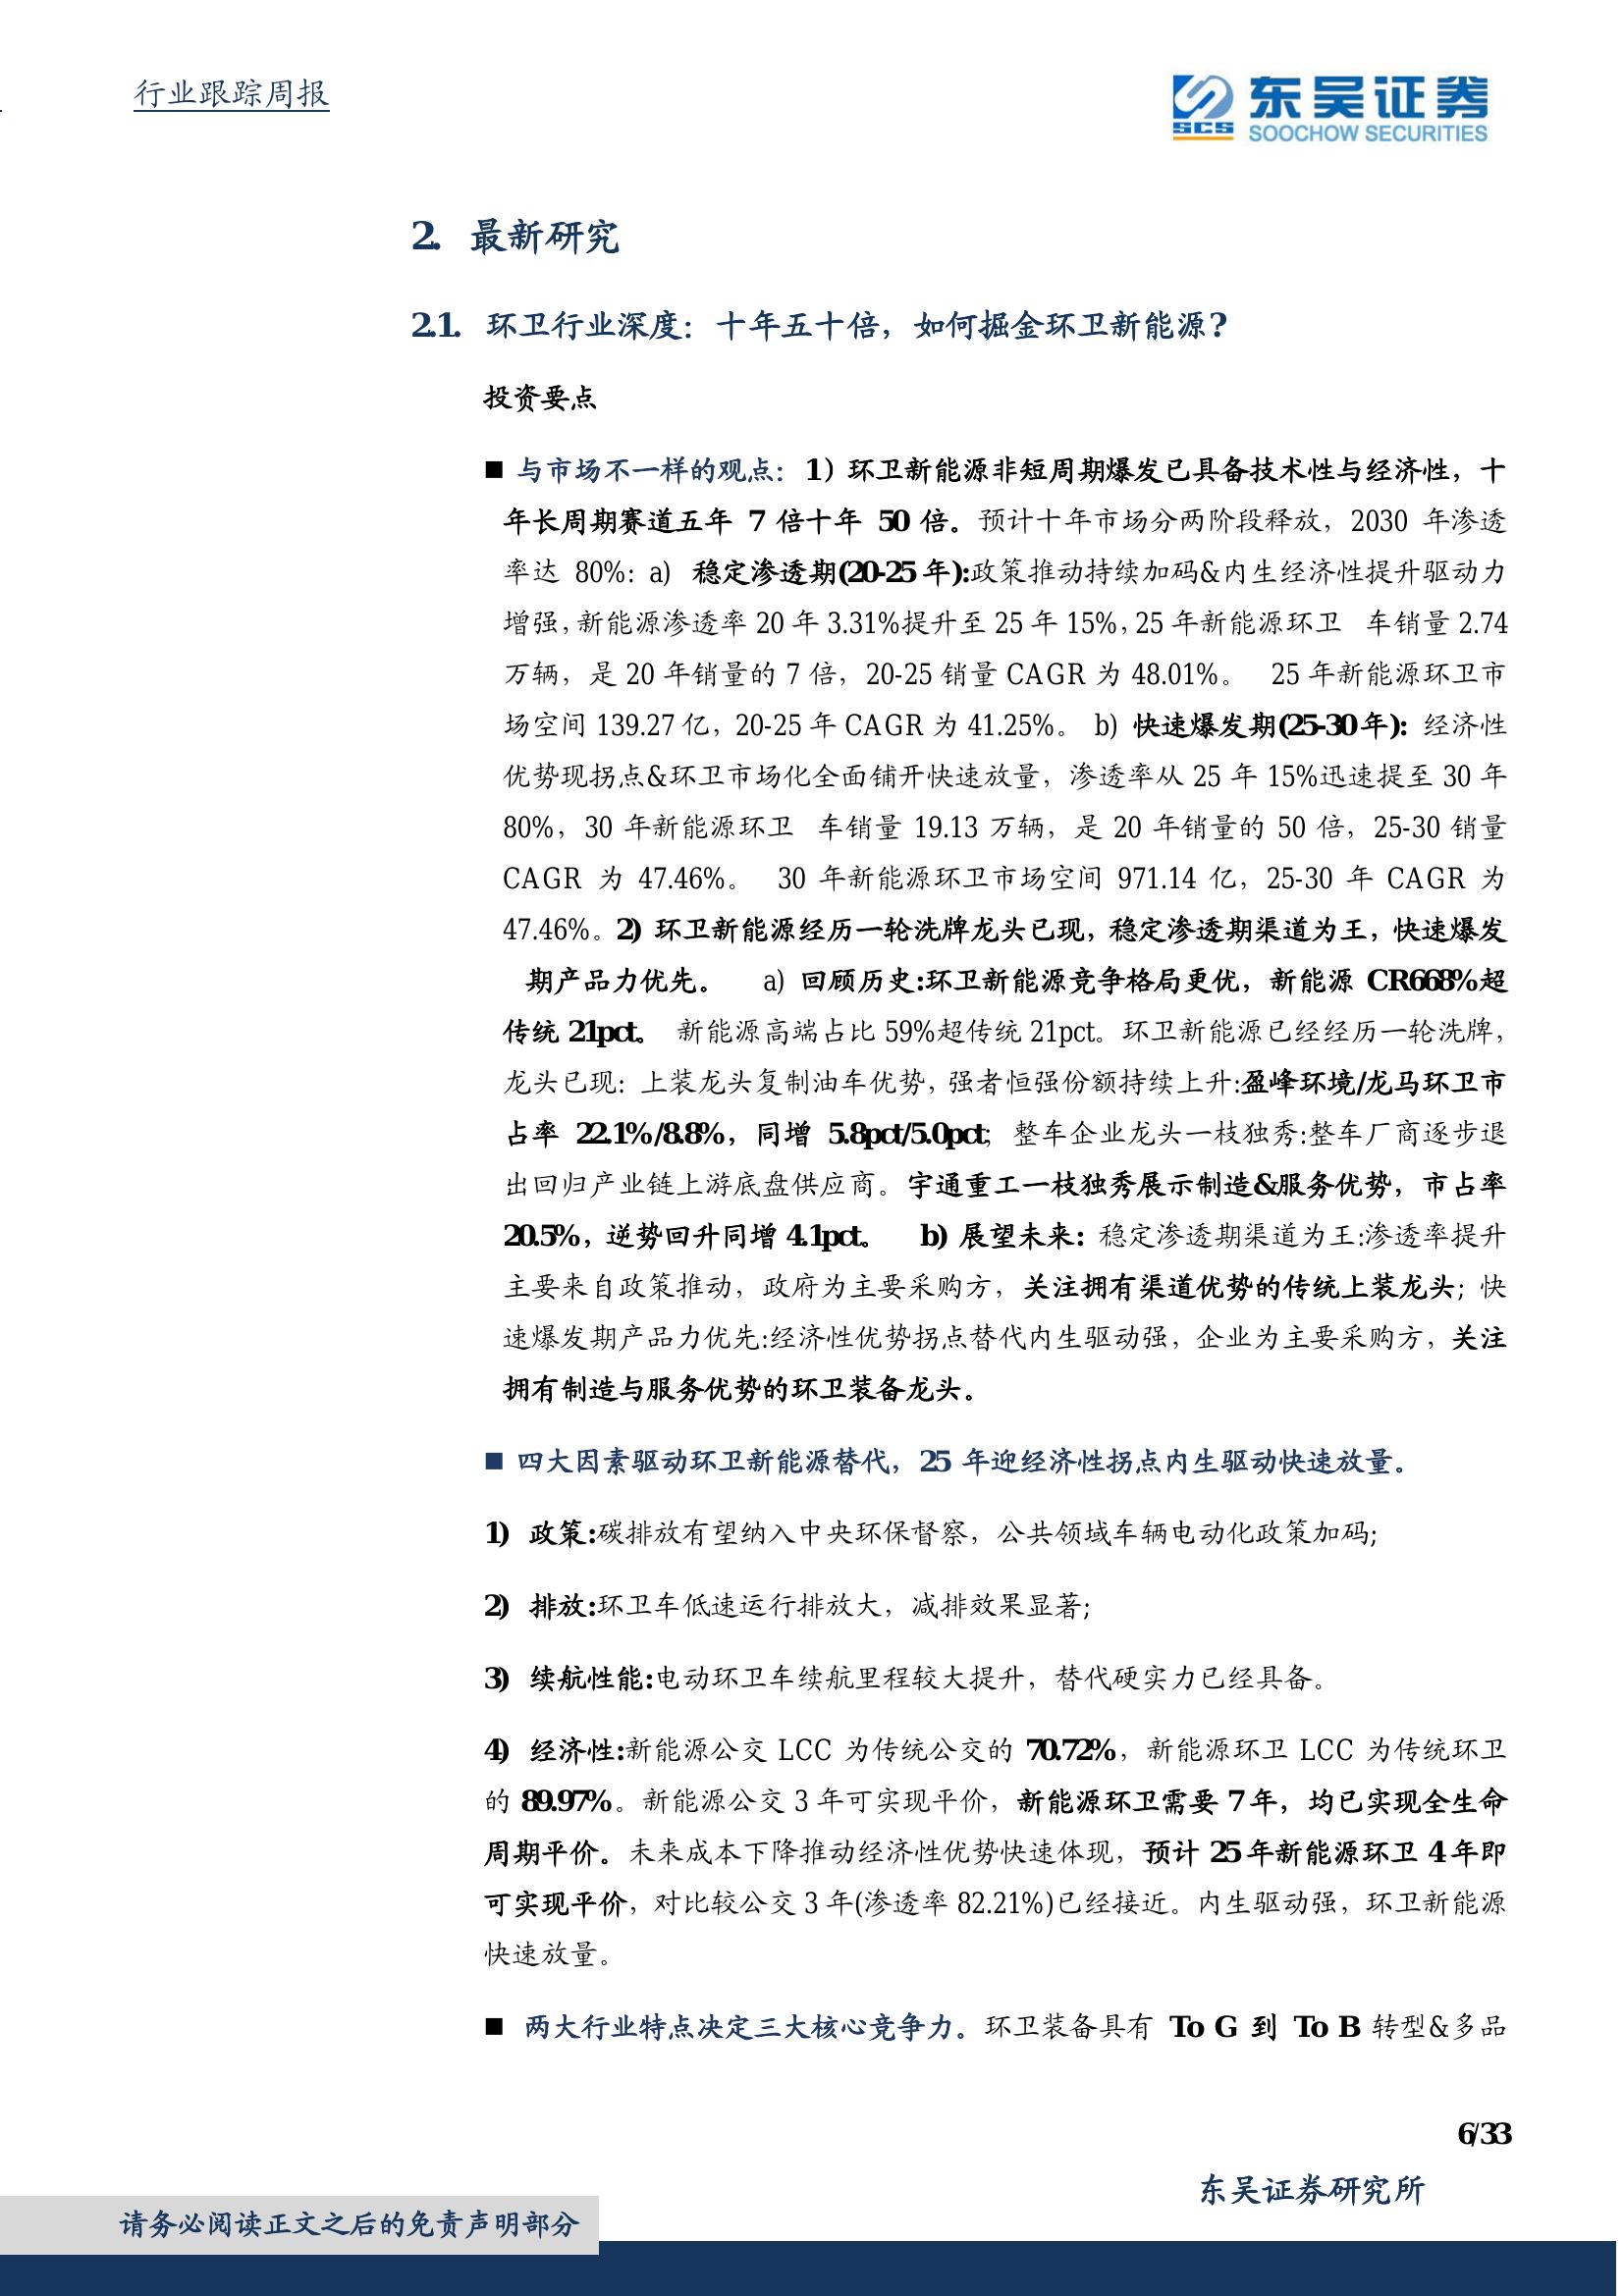 行业跟踪周报
SCS 东吴证券
SOOCHOW SECURITIES
2. 最新研究
2.1. 环卫行业深度：十年五十倍，如何掘金环卫新能源？
投资要点
■ 与市场不一样的观点：1）环卫新能源非短周期爆发已具备技术性与经济性，十
年长周期赛道五年 7 倍十年 50 倍。预计十年市场分两阶段释放，2030 年渗透
率达 80%：a) 稳定渗透期(20-25 年):政策推动持续加码&内生经济性提升驱动力
增强，新能源渗透率 20 年 3.31%提升至 25 年 15%，25 年新能源环卫 车销量 2.74
万辆，是 20 年销量的 7 倍，20-25 销量 CAGR 为 48.01%。 25 年新能源环卫市
场空间 139.27 亿，20-25 年 CAGR 为 41.25%。 b) 快速爆发期(25-30 年)：经济性
优势现拐点&环卫市场化全面铺开快速放量，渗透率从 25 年 15%迅速提至 30 年
80%，30 年新能源环卫 车销量 19.13 万辆，是 20 年销量的 50 倍，25-30 销量
CAGR 为 47.46%。 30 年新能源环卫市场空间 971.14 亿，25-30 年 CAGR 为
47.46%。2) 环卫新能源经历一轮洗牌龙头已现，稳定渗透期渠道为王，快速爆发
期产品力优先。 a) 回顾历史:环卫新能源竞争格局更优，新能源 CR668%超
传统 21pct。 新能源高端占比 59%超传统 21pct。环卫新能源已经经历一轮洗牌，
龙头已现：上装龙头复制油车优势，强者恒强份额持续上升:盈峰环境/龙马环卫市
占率 22.1%/8.8%，同增 5.8pct/5.0pct；整车企业龙头一枝独秀:整车厂商逐步退
出回归产业链上游底盘供应商。宇通重工一枝独秀展示制造&服务优势，市占率
20.5%，逆势回升同增 4.1pct。 b) 展望未来：稳定渗透期渠道为王:渗透率提升
主要来自政策推动，政府为主要采购方，关注拥有渠道优势的传统上装龙头；快
速爆发期产品力优先:经济性优势拐点替代内生驱动强，企业为主要采购方，关注
拥有制造与服务优势的环卫装备龙头。
■ 四大因素驱动环卫新能源替代，25 年迎经济性拐点内生驱动快速放量。
1) 政策:碳排放有望纳入中央环保督察，公共领域车辆电动化政策加码；
2) 排放:环卫车低速运行排放大，减排效果显著；
3) 续航性能:电动环卫车续航里程较大提升，替代硬实力已经具备。
4) 经济性:新能源公交 LCC 为传统公交的 70.72%，新能源环卫 LCC 为传统环卫
的 89.97%。新能源公交 3 年可实现平价，新能源环卫需要 7 年，均已实现全生命
周期平价。未来成本下降推动经济性优势快速体现，预计 25 年新能源环卫 4 年即
可实现平价，对比较公交 3 年(渗透率 82.21%)已经接近。内生驱动强，环卫新能源
快速放量。
■ 两大行业特点决定三大核心竞争力。环卫装备具有 To G 到 To B 转型&多品
6/33
东吴证券研究所
请务必阅读正文之后的免责声明部分